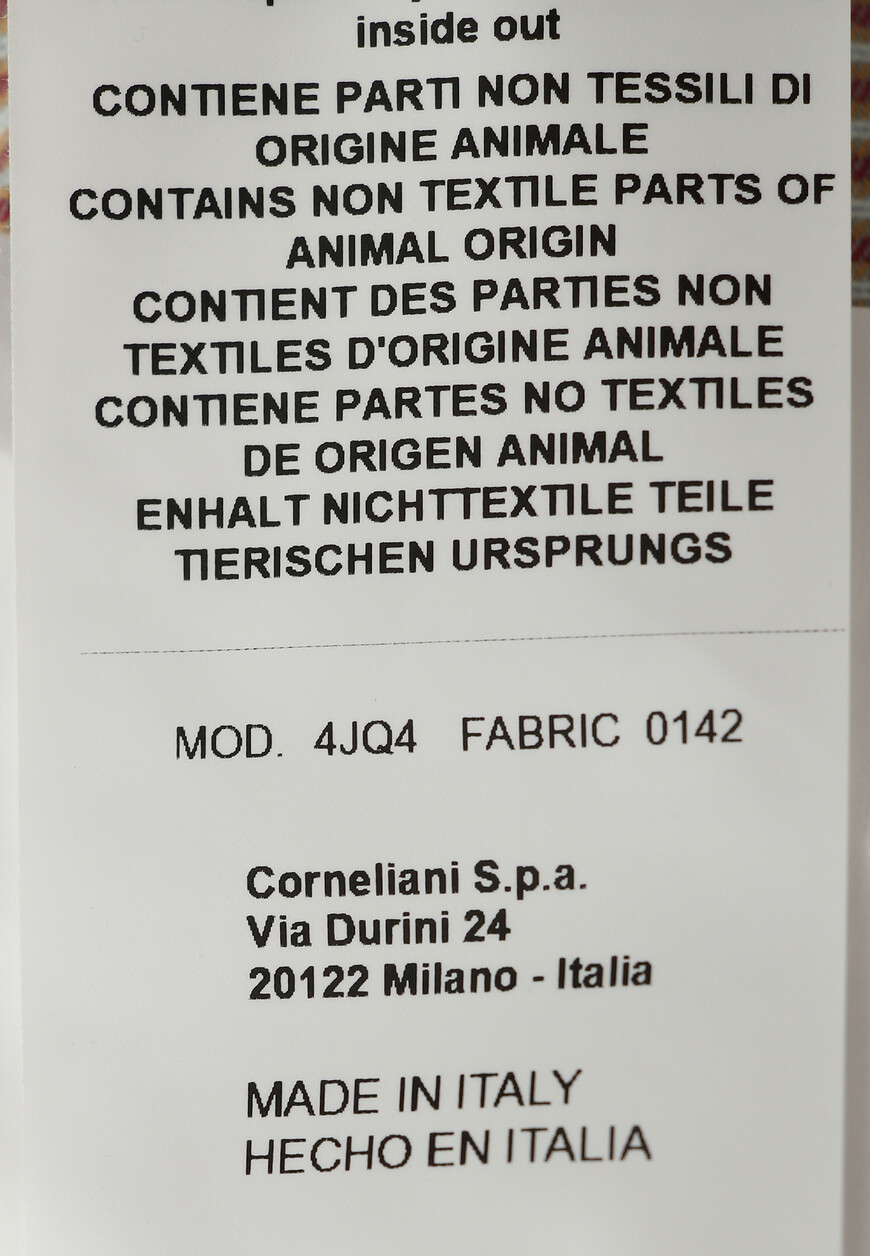 inside out
CONTIENE PARTI NON TESSILI DI
ORIGINE ANIMALE
CONTAINS NON TEXTILE PARTS OF
ANIMAL ORIGIN
CONTIENT DES PARTIES NON
TEXTILES D'ORIGINE ANIMALE
CONTIENE PARTES NO TEXTILES
DE ORIGEN ANIMAL
ENHALT NICHTTEXTILE TEILE
TIERISCHEN URSPRUNGS
MOD. 4JQ4 FABRIC 0142
Corneliani S.p.a.
Via Durini 24
20122 Milano - Italia
MADE IN ITALY
HECHO EN ITALIA